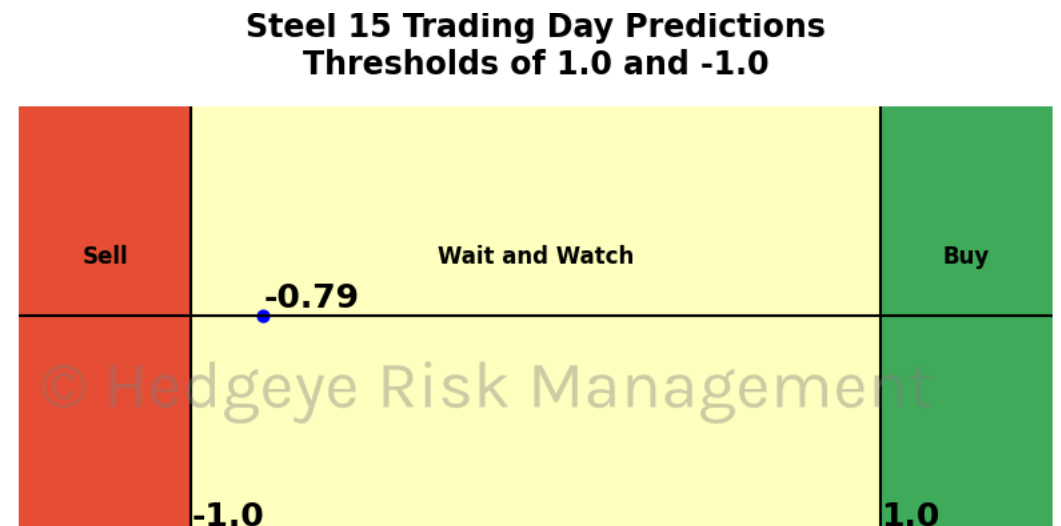 Steel 15 Trading Day Predictions
Thresholds of 1.0 and -1.0
Sell
Wait and Watch
Buy
-0.79
© Hedgeye Risk Management
-1.0
1.0